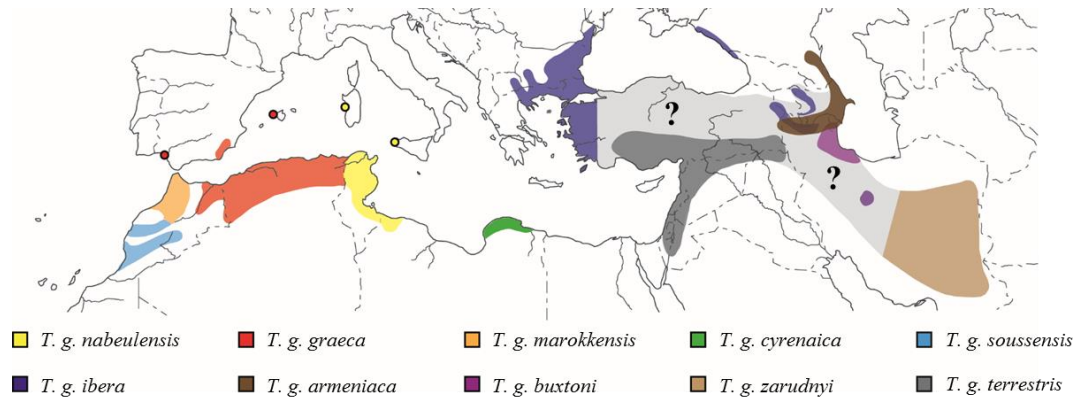 ?
?
T. g. nabeulensis T. g. graeca T. g. marokkensis T. g. cyrenaica T. g. soussensis
T. g. ibera T. g. armeniaca T. g. buxtoni T. g. zarudnyi T. g. terrestris